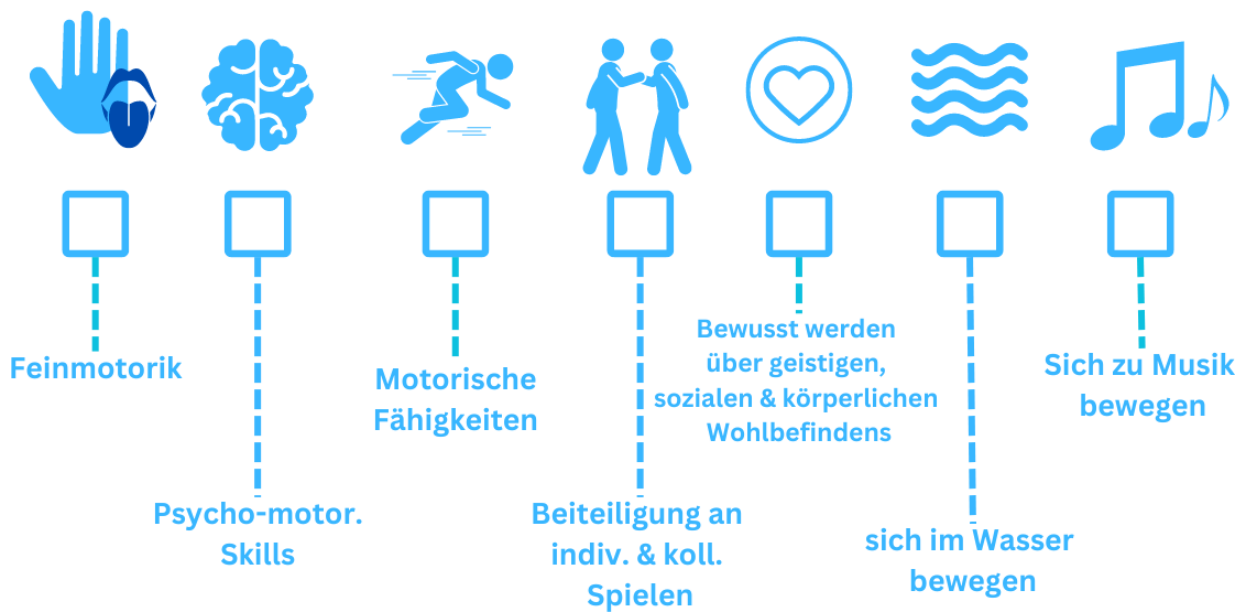 Feinmotorik
Psycho-motor.
Skills
Motorische
Fähigkeiten
Beiteiligung an
indiv. & koll.
Spielen
Bewusst werden
über geistigen,
sozialen & körperlichen
Wohlbefindens
sich im Wasser
bewegen
Sich zu Musik
bewegen